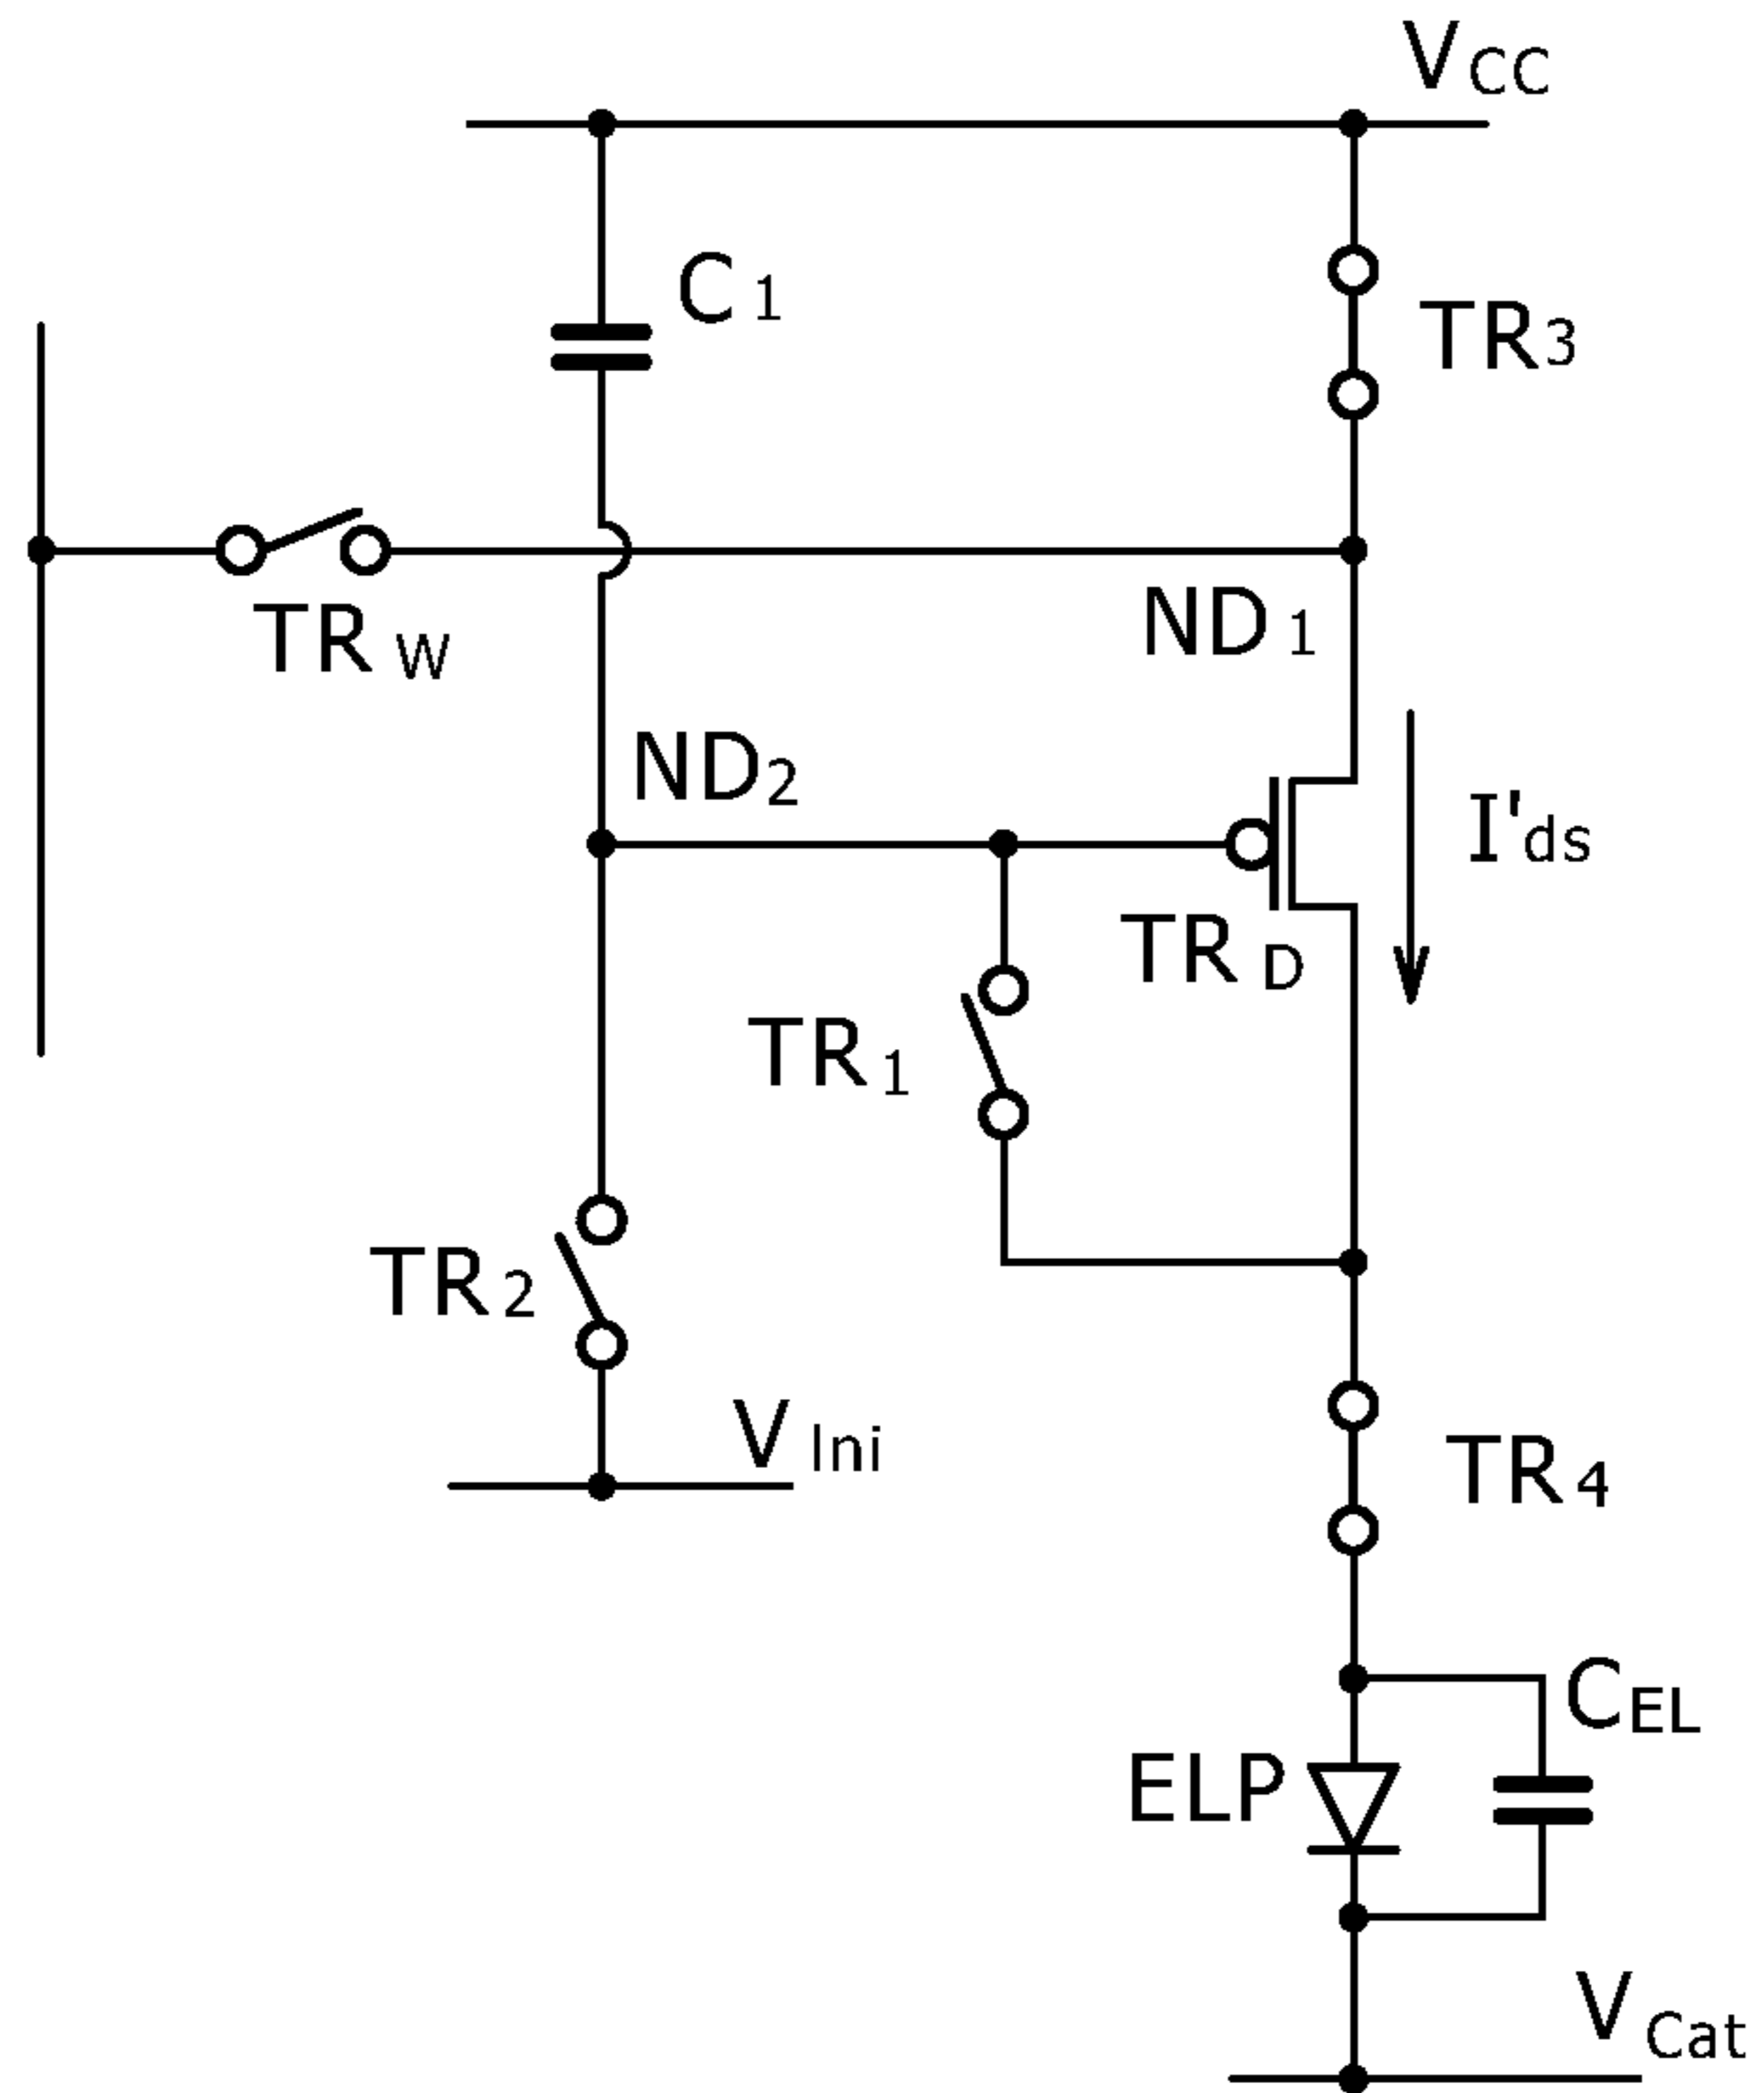 VCC
C1
TR3
TRW
ND1
ND2
I'ds
TRD
TR1
TR2
VIni
TR4
CEL
ELP
VCat